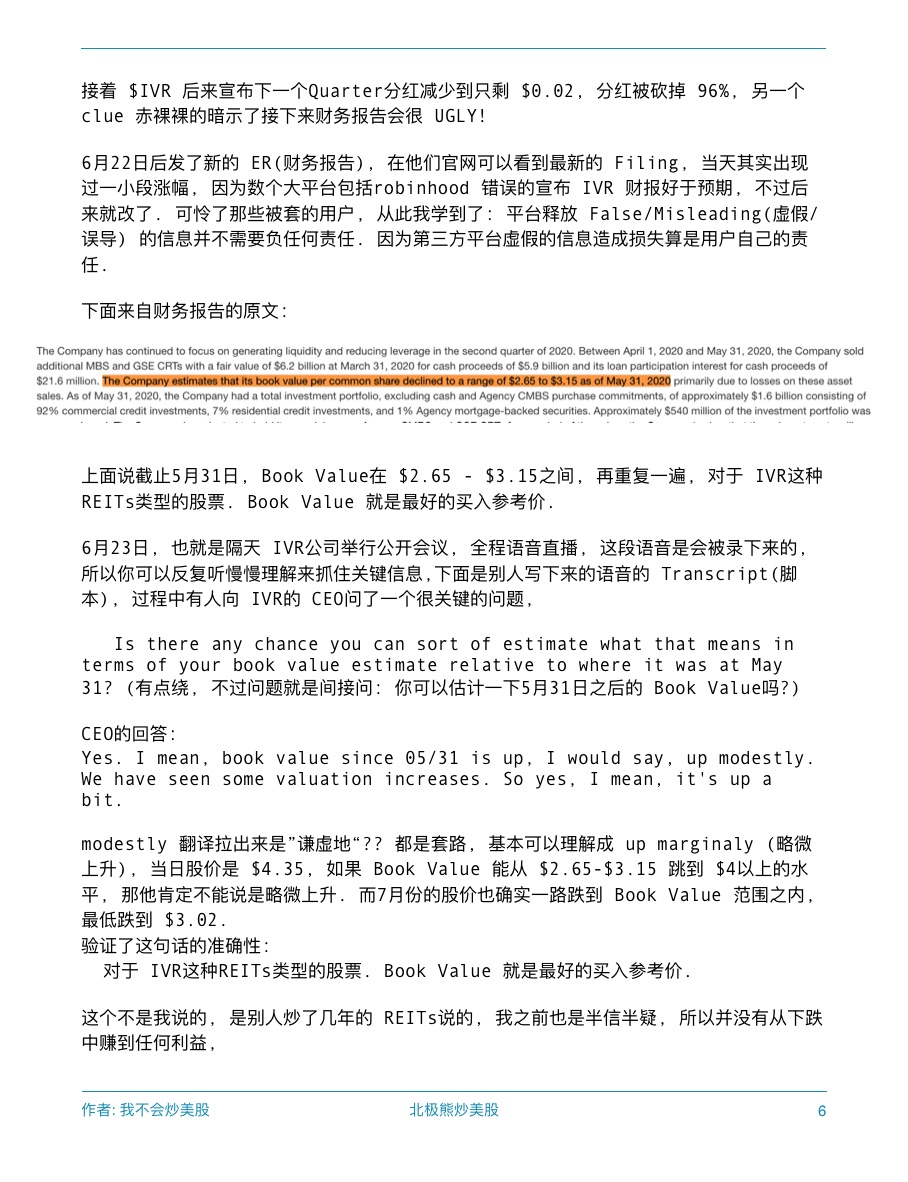 接着 $IVR 后来宣布下一个Quarter分红减少到只剩 $0.02, 分红被砍掉 96%, 另一个
clue 赤裸裸的暗示了接下来财务报告会很 UGLY!
6月22日后发了新的 ER(财务报告), 在他们官网可以看到最新的 Filing, 当天其实出现
过一小段涨幅, 因为数个大平台包括robinhood 错误的宣布 IVR 财报好于预期, 不过后
来就改了. 可怜了那些被套的用户, 从此我学到了: 平台释放 False/Misleading(虚假/
误导) 的信息并不需要负任何责任. 因为第三方平台虚假的信息造成损失算是用户自己的责
任.
下面来自财务报告的原文:
The Company has continued to focus on generating liquidity and reducing leverage in the second quarter of 2020. Between April 1, 2020 and May 31, 2020, the Company sold
additional MBS and GSE CRTs with a fair value of $6.2 billion at March 31, 2020 for cash proceeds of $5.9 billion and its loan participation interest for cash proceeds of
$21.6 million. The Company estimates that its book value per common share declined to a range of $2.65 to $3.15 as of May 31, 2020 primarily due to losses on these asset
sales. As of May 31, 2020, the Company had a total investment portfolio, excluding cash and Agency CMBS purchase commitments, of approximately $1.6 billion consisting of
92% commercial credit investments, 7% residential credit investments, and 1% Agency mortgage-backed securities. Approximately $540 million of the investment portfolio was
上面说截止5月31日, Book Value在 $2.65 - $3.15之间, 再重复一遍, 对于 IVR这种
REITs类型的股票. Book Value 就是最好的买入参考价.
6月23日, 也就是隔天 IVR公司举行公开会议, 全程语音直播, 这段语音是会被录下来的,
所以你可以反复听慢慢理解来抓住关键信息,下面是别人写下来的语音的 Transcript(脚
本), 过程中有人向 IVR的 CEO问了一个很关键的问题,
Is there any chance you can sort of estimate what that means in
terms of your book value estimate relative to where it was at May
31? (有点绕, 不过问题就是间接问: 你可以估计一下5月31日之后的 Book Value吗?)
CEO的回答:
Yes. I mean, book value since 05/31 is up, I would say, up modestly.
We have seen some valuation increases. So yes, I mean, it's up a
bit.
modestly 翻译拉出来是”谦虚地“?? 都是套路, 基本可以理解成 up marginaly (略微
上升), 当日股价是 $4.35, 如果 Book Value 能从 $2.65-$3.15 跳到 $4以上的水
平, 那他肯定不能说是略微上升. 而7月份的股价也确实一路跌到 Book Value 范围之内,
最低跌到 $3.02.
验证了这句话的准确性:
对于 IVR这种REITs类型的股票. Book Value 就是最好的买入参考价.
这个不是我说的, 是别人炒了几年的 REITs说的, 我之前也是半信半疑, 所以并没有从下跌
中赚到任何利益,
作者: 我不会炒美股 北极熊炒美股 6